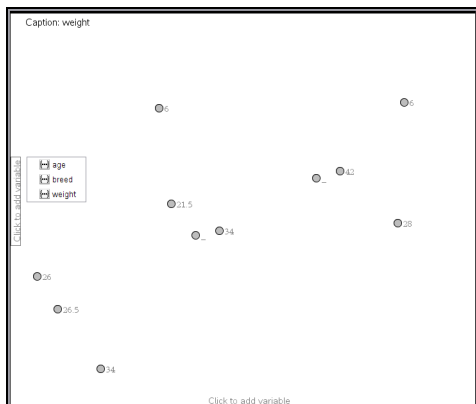 Caption: weight
6
6
Click to add variable
age
breed
weight
42
_
21.5
34
_
28
26
26.5
34
Click to add variable